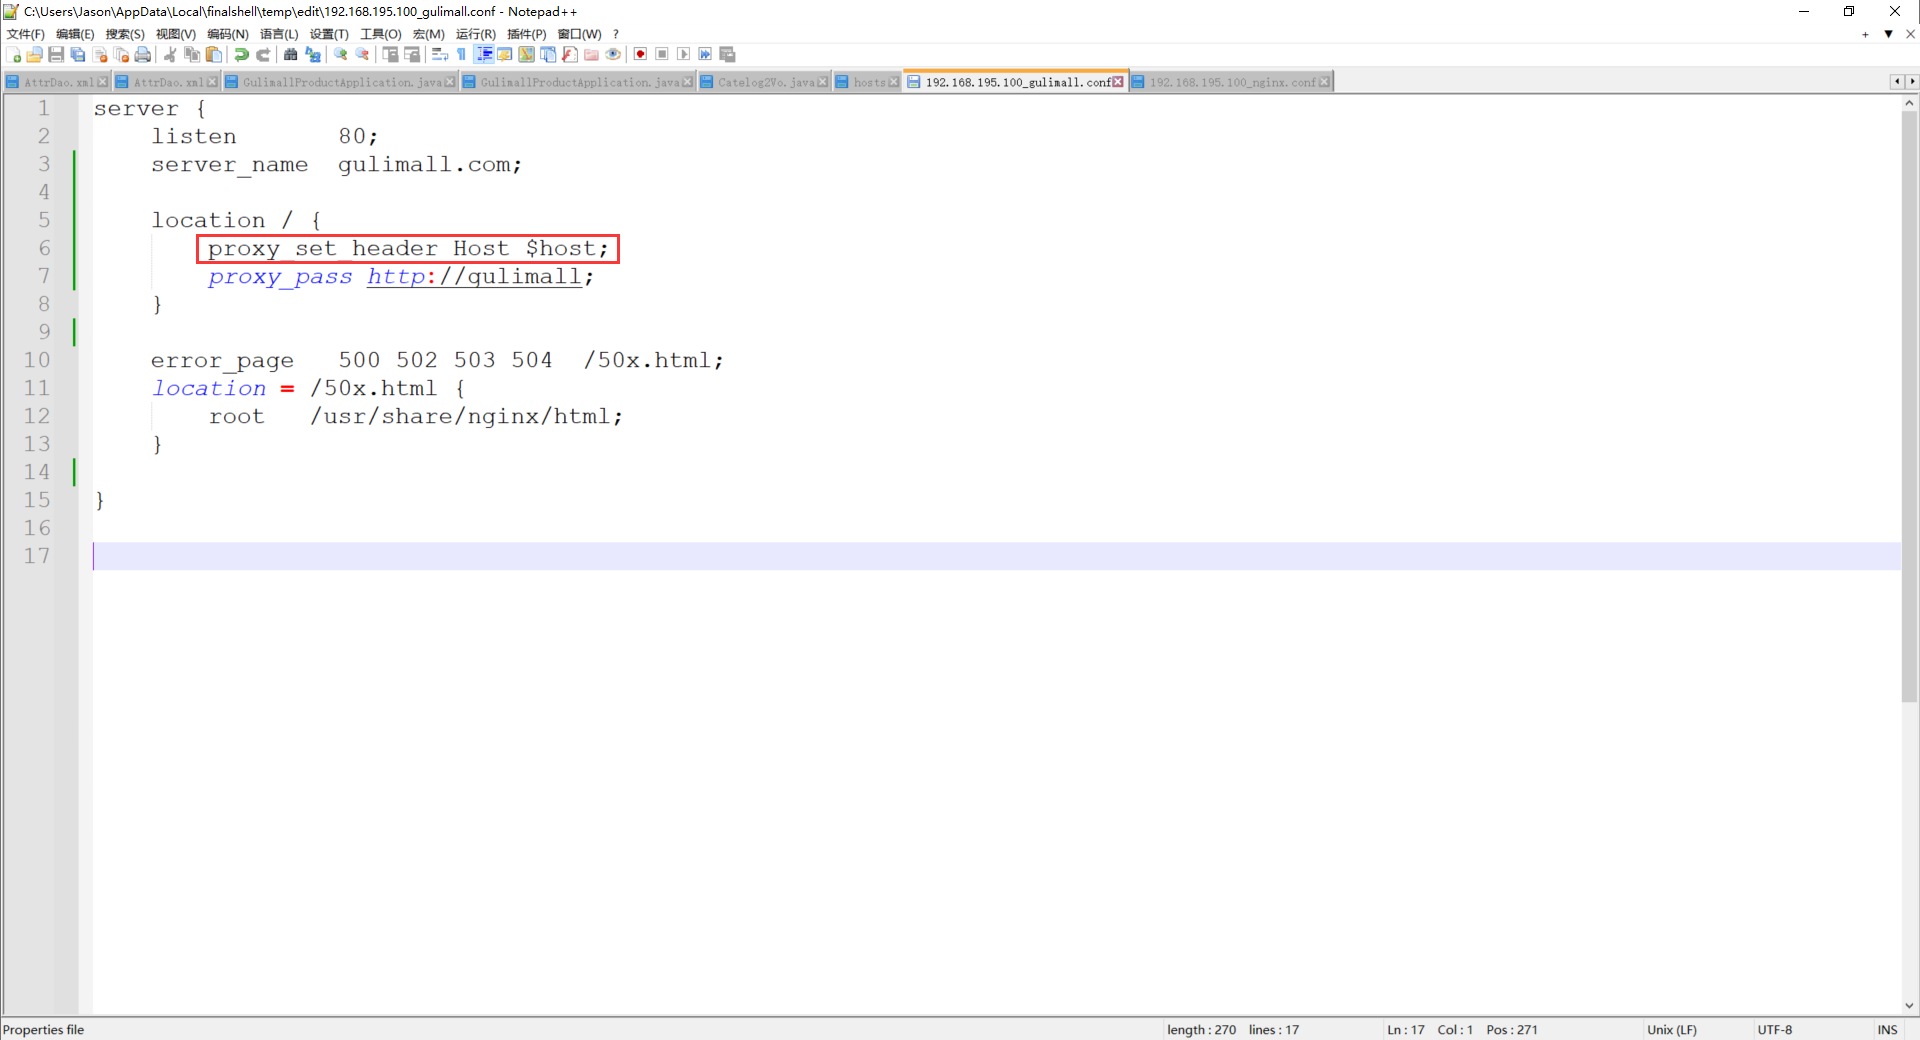 C:\Users\Jason\AppData\Local\finalshell\temp\edit\192.168.195.100_gulimall.conf - Notepad++
文件(F) 编辑(E) 搜索(S) 视图(V) 编码(N) 语言(L) 设置(T) 工具(O) 宏(M) 运行(R) 插件(P) 窗口(W) ?
AttrDao.xml AttrDao.xml GulimallProductApplication.java GulimallProductApplication.java Catelog2Vo.java hosts 192.168.195.100_gulimall.conf 192.168.195.100_nginx.conf
1 server {
2 listen 80;
3 server_name gulimall.com;
4
5 location / {
6 proxy_set_header Host $host;
7 proxy_pass http://gulimall;
8 }
9
10 error_page 500 502 503 504 /50x.html;
11 location = /50x.html {
12 root /usr/share/nginx/html;
13 }
14
15 }
16
17
Properties file length : 270 lines : 17 Ln : 17 Col : 1 Pos : 271 Unix (LF) UTF-8 INS